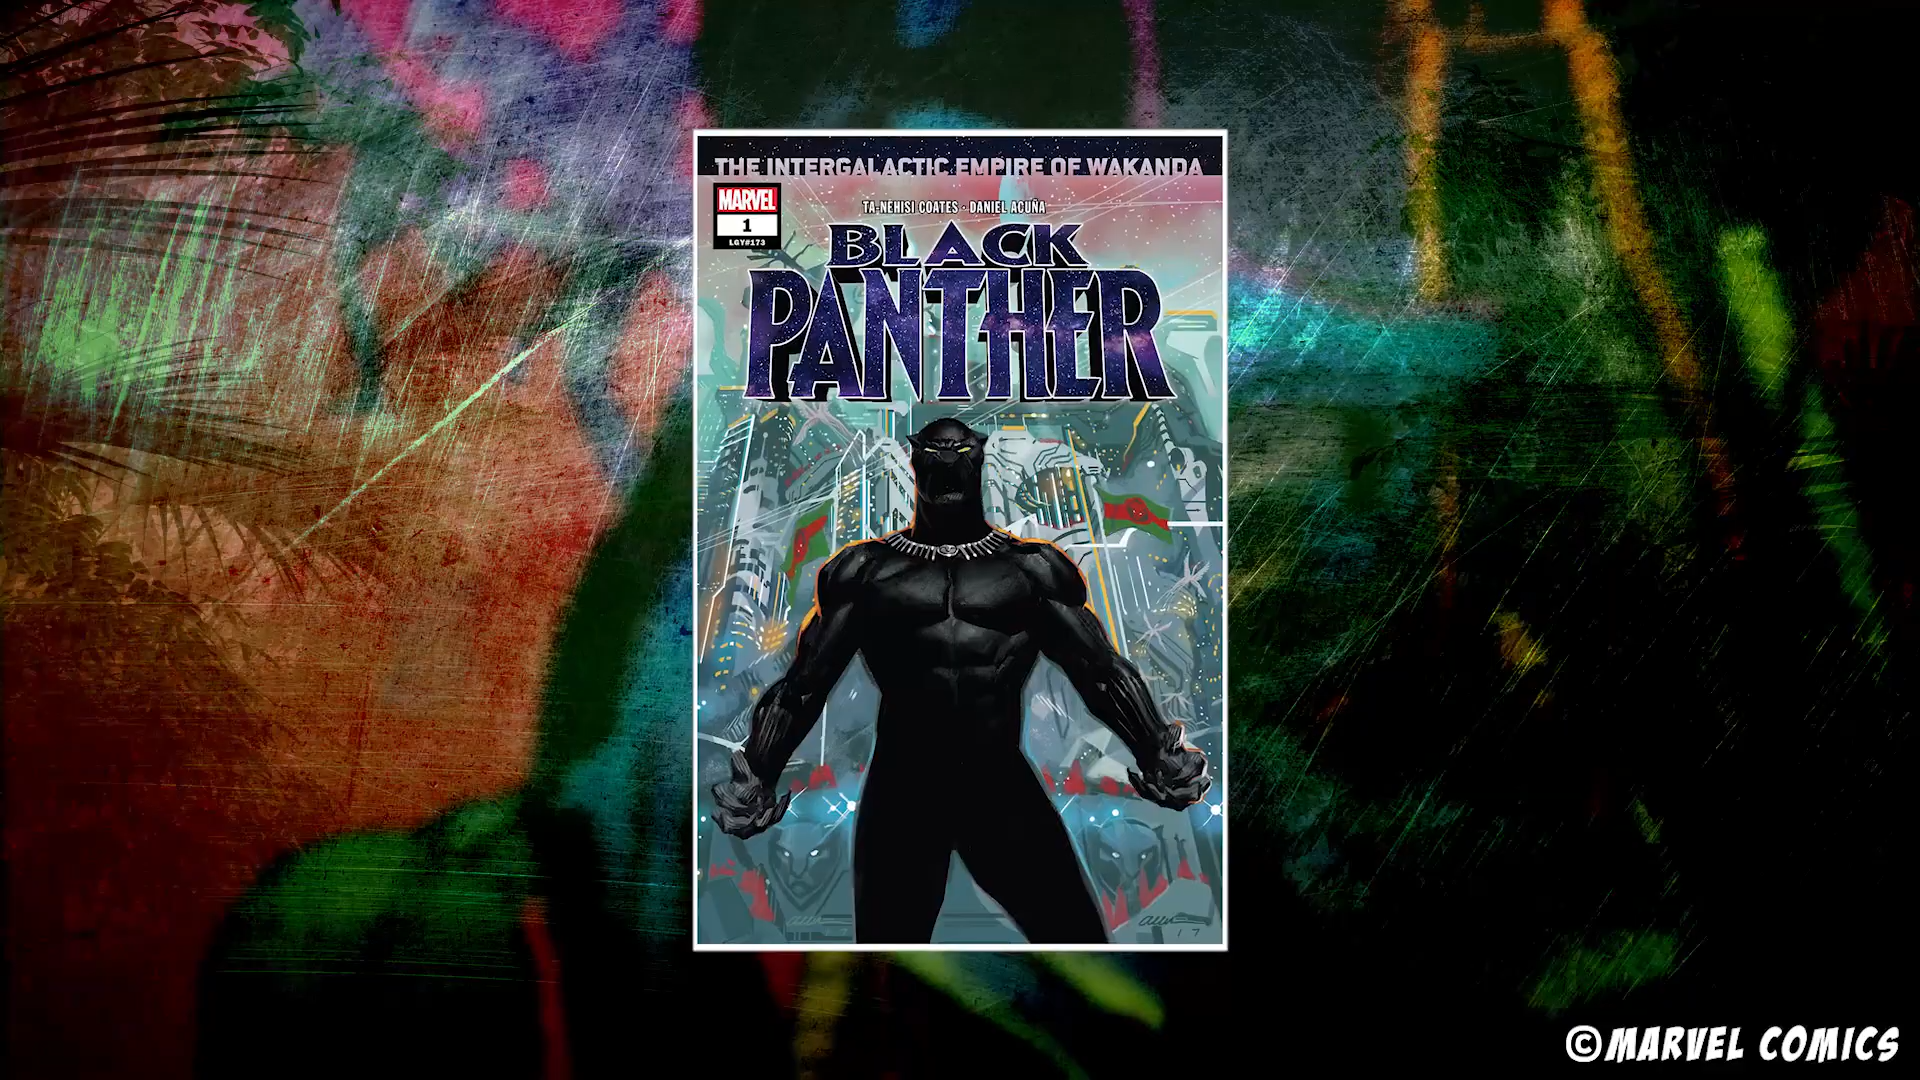 THE INTERGALACTIC EMPIRE OF WAKANDA
MARVEL
1
LGY#173
TA-NEHISI COATES · DANIEL ACUÑA
BLACK
PANTHER
©MARVEL COMICS